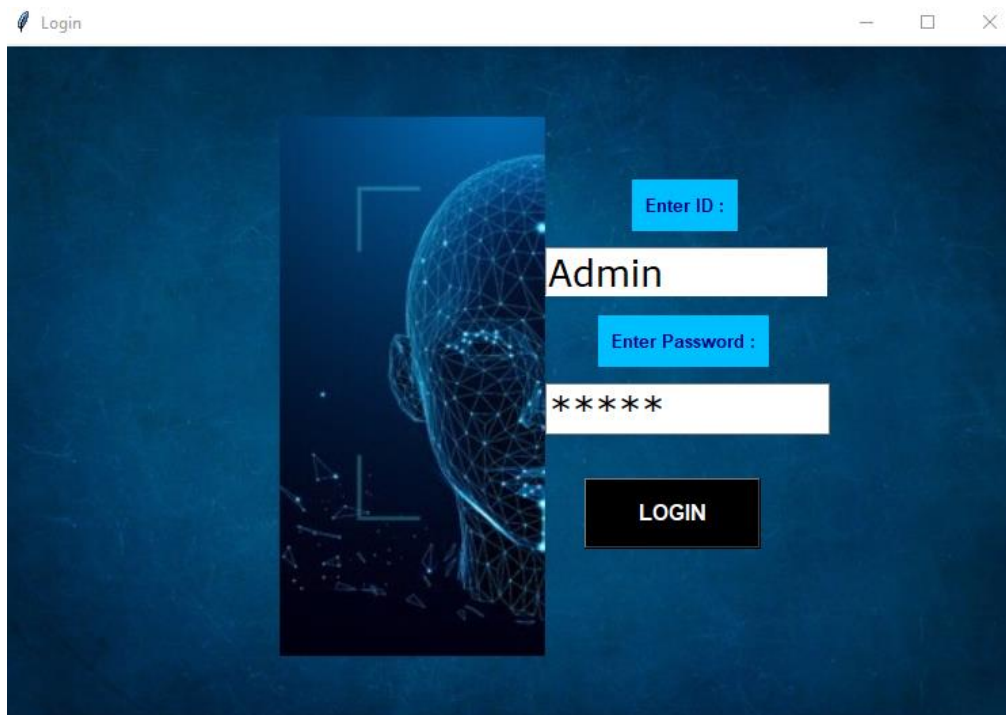 Login
Enter ID :
Admin
Enter Password :
*****
LOGIN